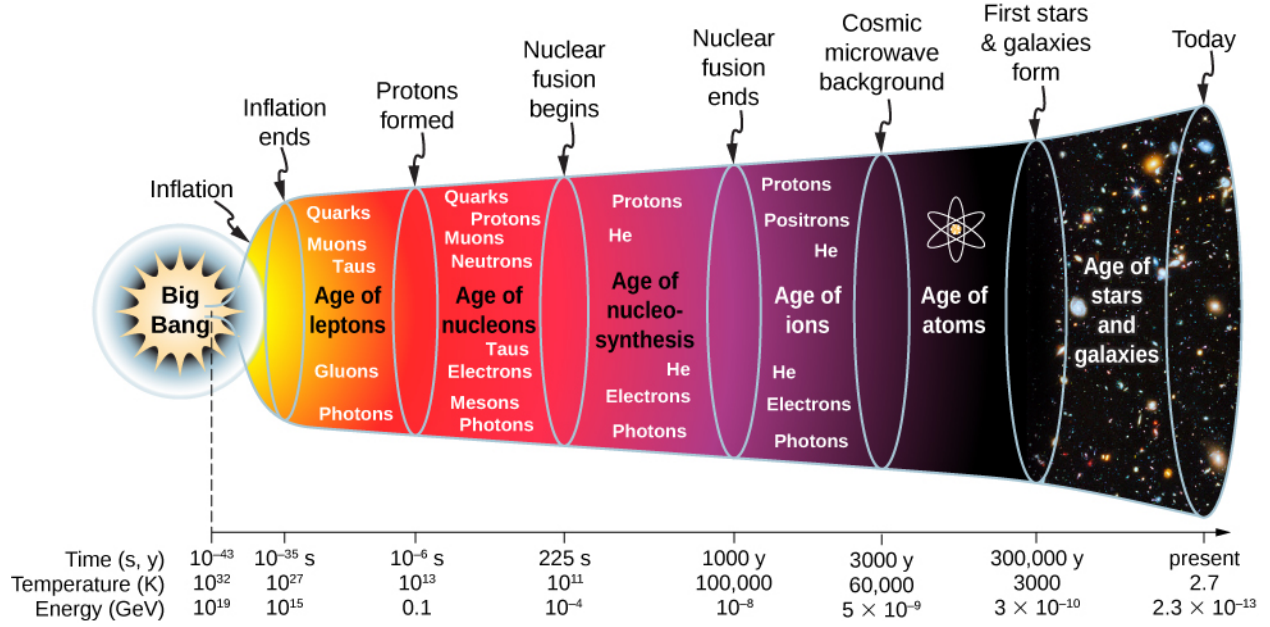 Inflation
Inflation
ends
Protons
formed
Nuclear
fusion
begins
Nuclear
fusion
ends
Cosmic
microwave
background
First stars
& galaxies
form
Today
Big
Bang
Quarks
Muons
Taus
Age of
leptons
Gluons
Photons
Quarks
Protons
Muons
Neutrons
Age of
nucleons
Taus
Electrons
Mesons
Photons
Protons
He
Age of
nucleo-
synthesis
He
Electrons
Photons
Protons
Positrons
He
Age of
ions
He
Electrons
Photons
Age of
atoms
Age of
stars
and
galaxies
Time (s, y) 10⁻⁴³ 10⁻³⁵ s 10⁻⁶ s 225 s 1000 y 3000 y 300,000 y present
Temperature (K) 10³² 10²⁷ 10¹³ 10¹¹ 100,000 60,000 3000 2.7
Energy (GeV) 10¹⁹ 10¹⁵ 0.1 10⁻⁴ 10⁻⁸ 5 × 10⁻⁹ 3 × 10⁻¹⁰ 2.3 × 10⁻¹³